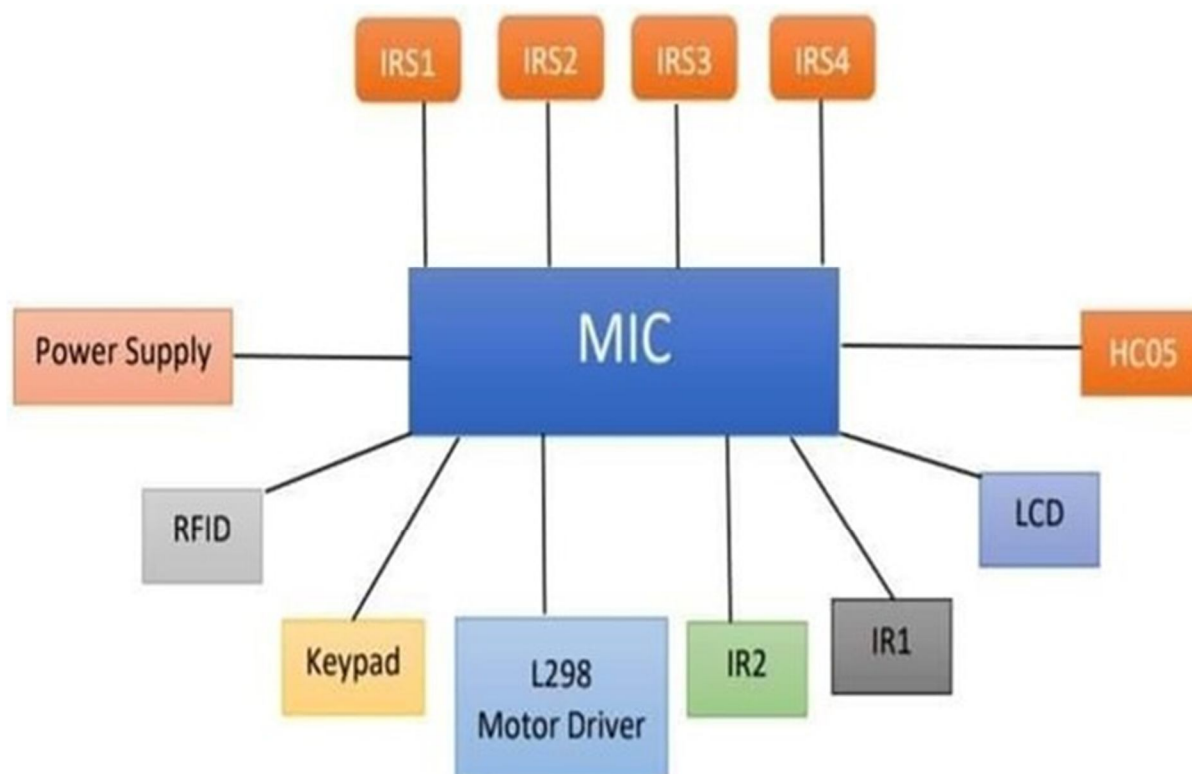 IRS1
IRS2
IRS3
IRS4
MIC
Power Supply
HC05
RFID
LCD
Keypad
L298
Motor Driver
IR2
IR1